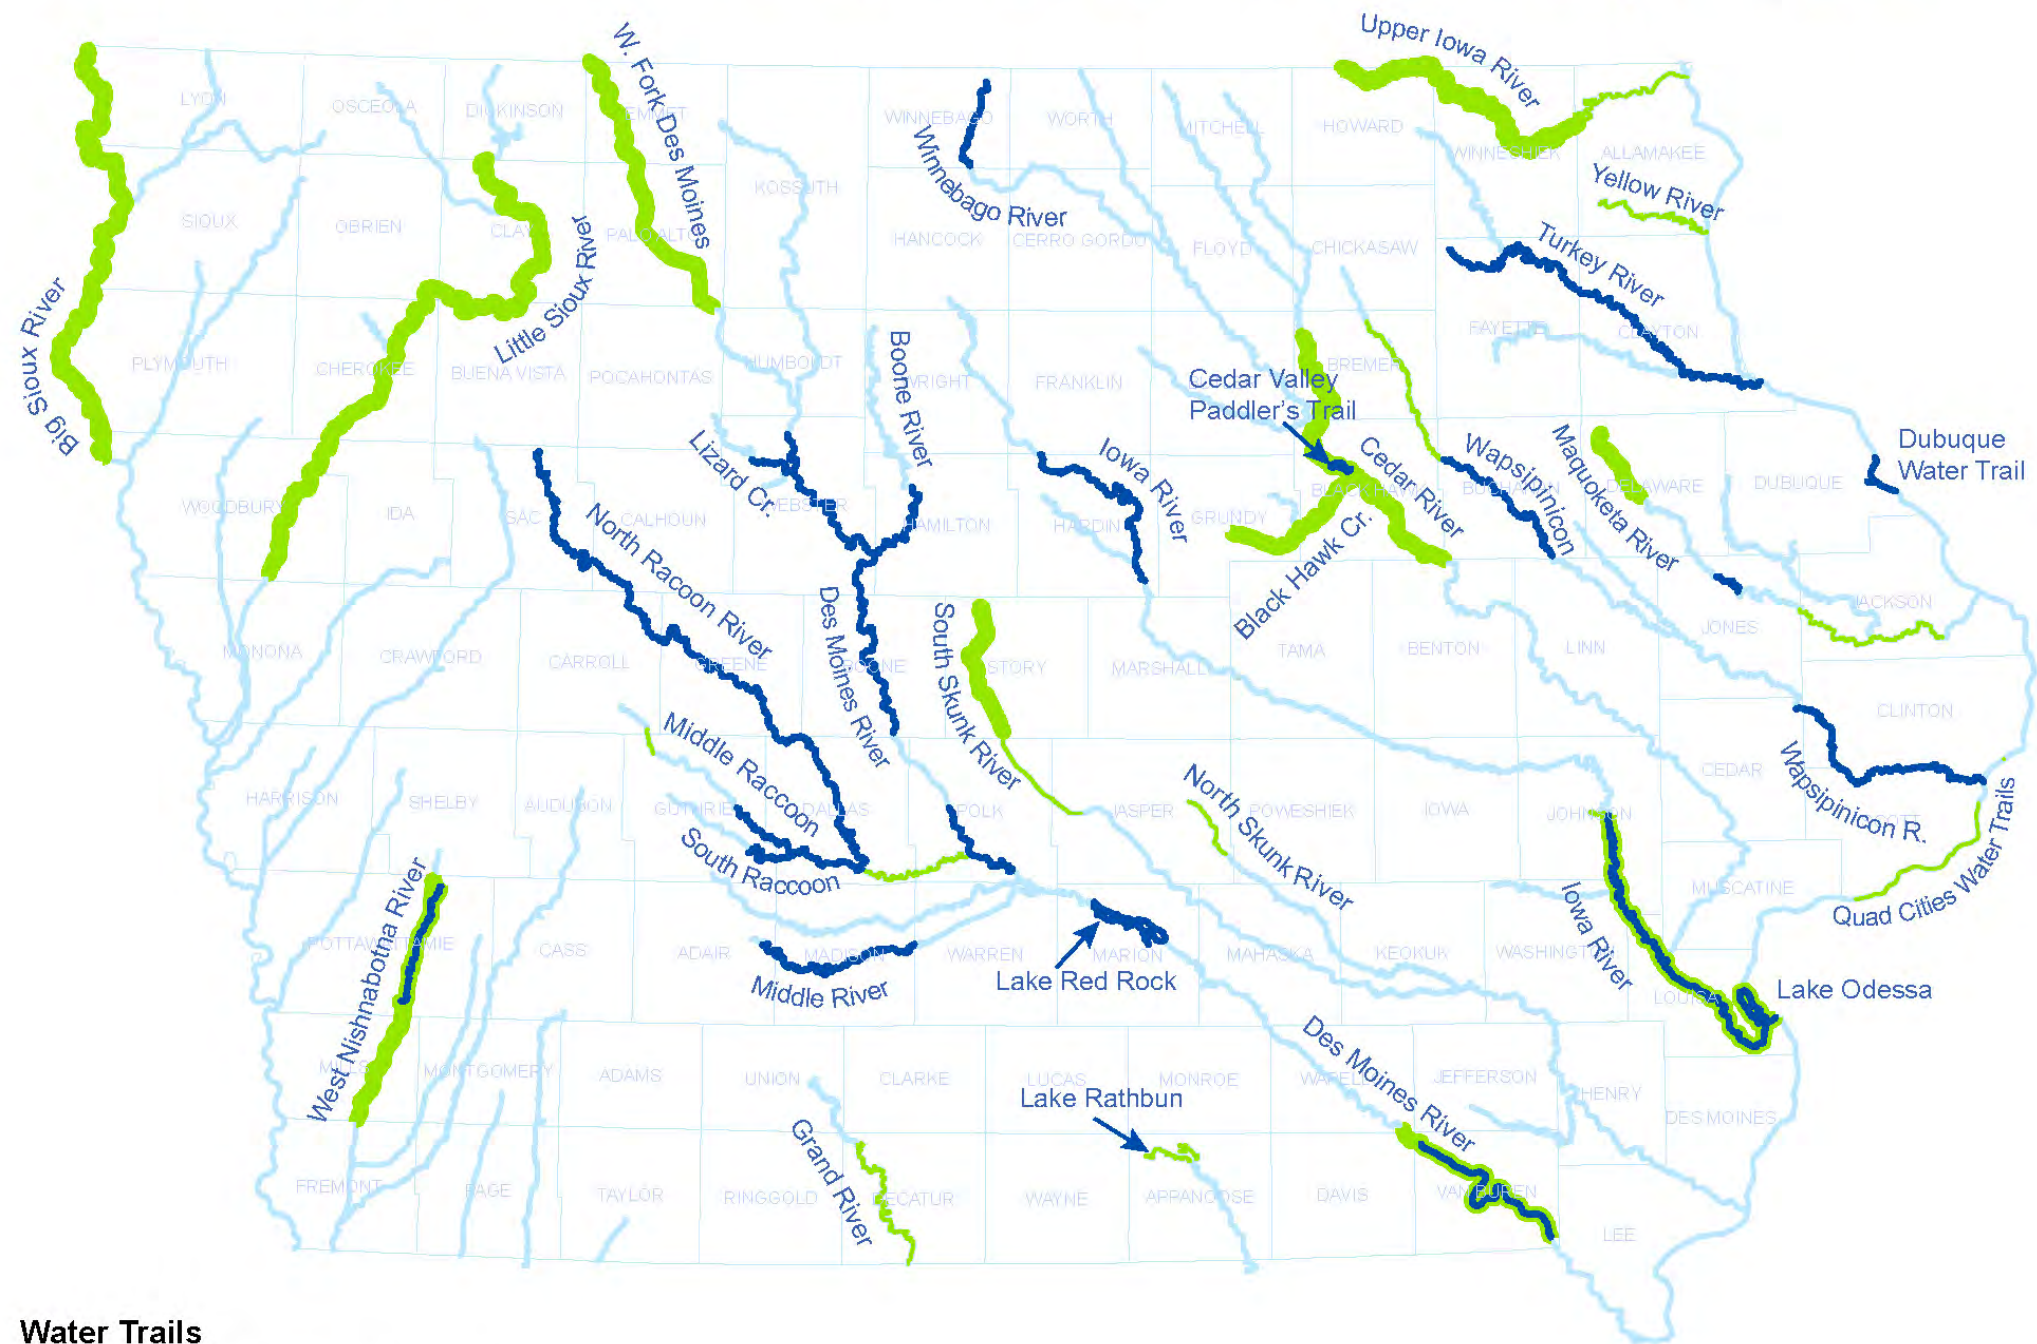 Upper Iowa River
W. Fork Des Moines
LYON
OSCEOLA
DICKINSON
EMMET
WINNEBAGO
WORTH
MITCHELL
HOWARD
WINNESHIEK
ALLAMAKEE
Winnebago River
Yellow River
KOSSUTH
SIOUX
OBRIEN
CLAY
PALO ALTO
HANCOCK
CERRO GORDO
FLOYD
CHICKASAW
Turkey River
Little Sioux River
Big Sioux River
FAYETTE
CLAYTON
PLYMOUTH
CHEROKEE
BUENA VISTA
POCAHONTAS
HUMBOLDT
Boone River
WRIGHT
FRANKLIN
BREMER
Cedar Valley
Paddler's Trail
Dubuque
Water Trail
Lizard Cr.
Iowa River
Cedar River
Wapsipinicon
Maquoketa River
WOODBURY
IDA
SAC
CALHOUN
WEBSTER
HAMILTON
HARDIN
GRUNDY
BLACK HAWK
BUCHANAN
DELAWARE
DUBUQUE
North Racoon River
Black Hawk Cr.
Des Moines River
South Skunk River
MONONA
CRAWFORD
CARROLL
GREENE
BOONE
STORY
MARSHALL
TAMA
BENTON
LINN
JONES
JACKSON
CLINTON
Middle Raccoon
North Skunk River
Wapsipinicon R.
HARRISON
SHELBY
AUDUBON
GUTHRIE
DALLAS
POLK
JASPER
POWESHIEK
IOWA
JOHNSON
CEDAR
SCOTT
South Raccoon
Quad Cities Water Trails
MUSCATINE
West Nishnabotna River
Iowa River
POTTAWATTAMIE
CASS
ADAIR
MADISON
WARREN
MARION
MAHASKA
KEOKUK
WASHINGTON
LOUISA
Middle River
Lake Red Rock
Lake Odessa
Des Moines River
MILLS
MONTGOMERY
ADAMS
UNION
CLARKE
LUCAS
MONROE
WAPELLO
JEFFERSON
HENRY
DES MOINES
Lake Rathbun
Grand River
FREMONT
PAGE
TAYLOR
RINGGOLD
DECATUR
WAYNE
APPANOOSE
DAVIS
VAN BUREN
LEE
Water Trails